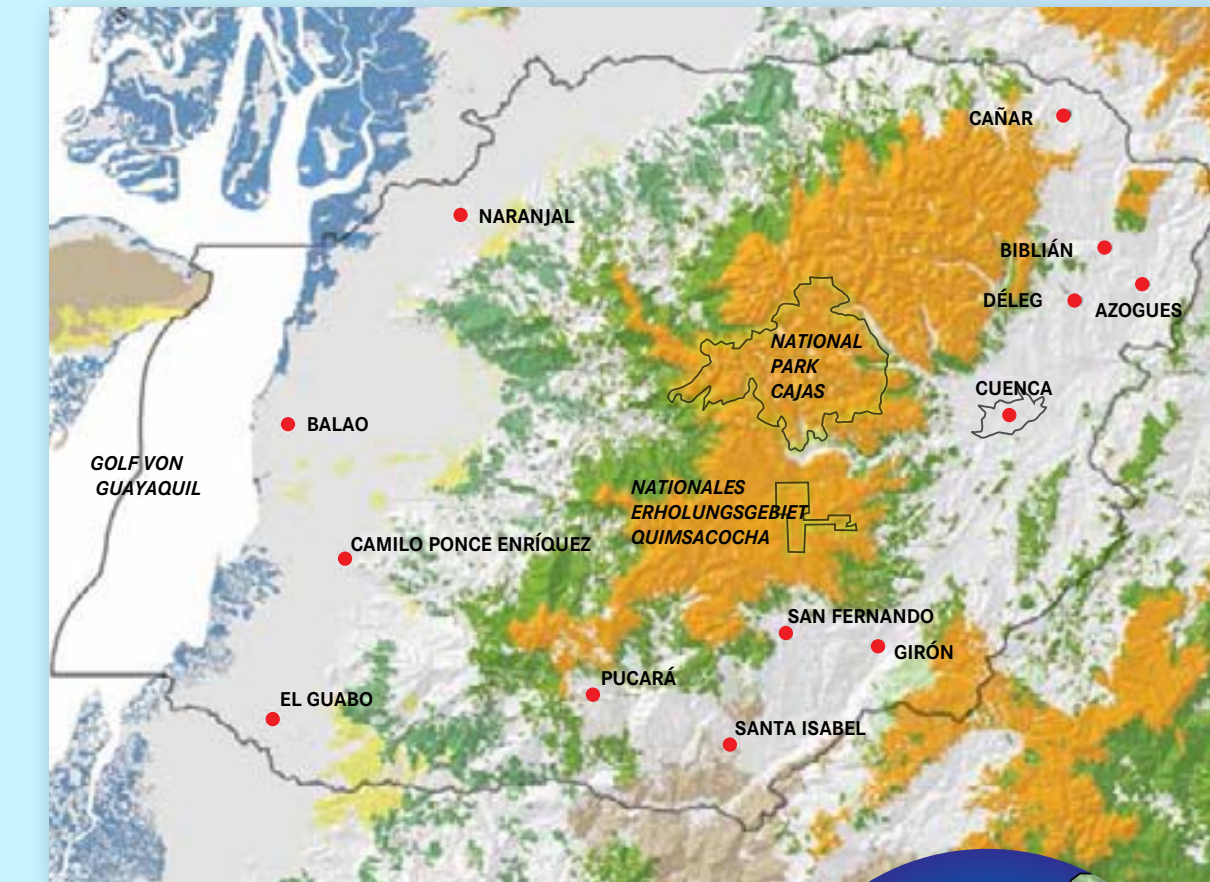 CAÑAR
NARANJAL
BIBLIÁN
DÉLEG
AZOGUES
NATIONAL
PARK
CAJAS
CUENCA
BALAO
GOLF VON
GUAYAQUIL
NATIONALES
ERHOLUNGSGEBIET
QUIMSACOCHA
CAMILO PONCE ENRÍQUEZ
SAN FERNANDO
GIRÓN
PUCARÁ
EL GUABO
SANTA ISABEL